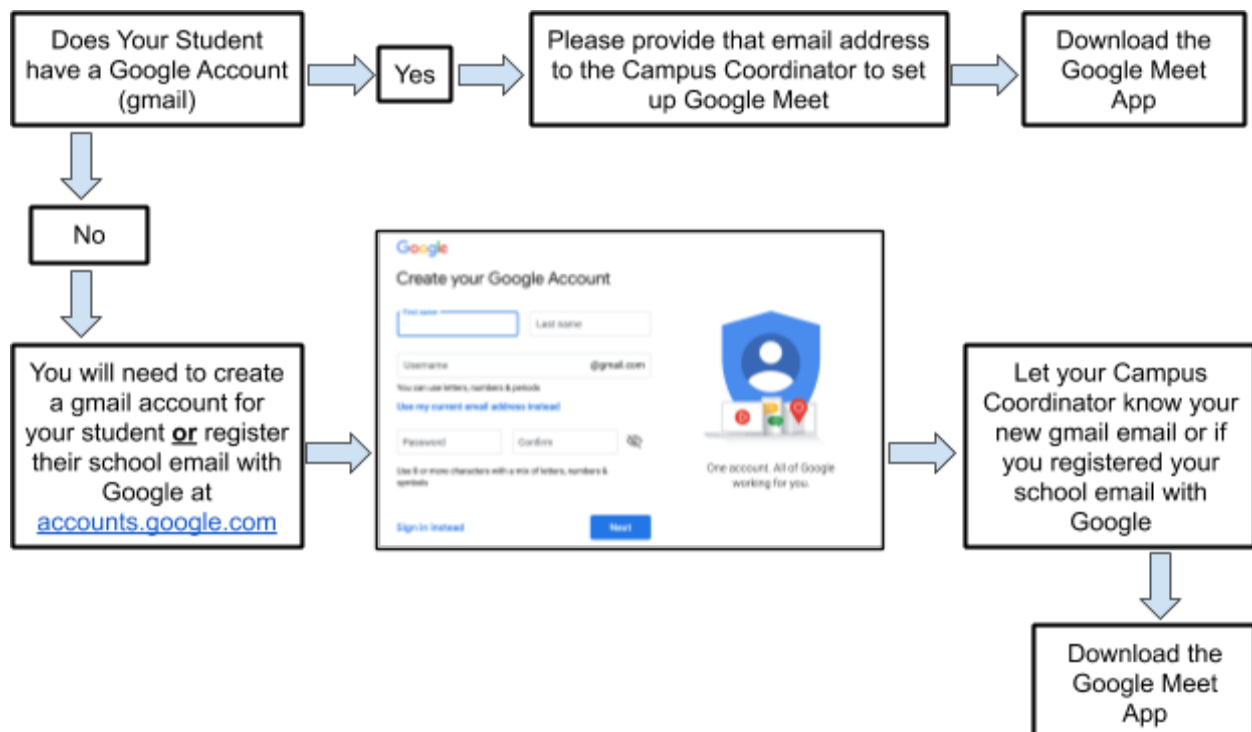 Does Your Student
have a Google Account
(gmail)
Yes
Please provide that email address
to the Campus Coordinator to set
up Google Meet
Download the
Google Meet
App
No
You will need to create
a gmail account for
your student or register
their school email with
Google at
accounts.google.com
Google
Create your Google Account
First name
Last name
Username @gmail.com
You can use letters, numbers & periods
Use my current email address instead
Password
Confirm
Use 8 or more characters with a mix of letters, numbers &
symbols
Sign in instead
Next
One account. All of Google
working for you.
Let your Campus
Coordinator know your
new gmail email or if
you registered your
school email with
Google
Download the
Google Meet
App